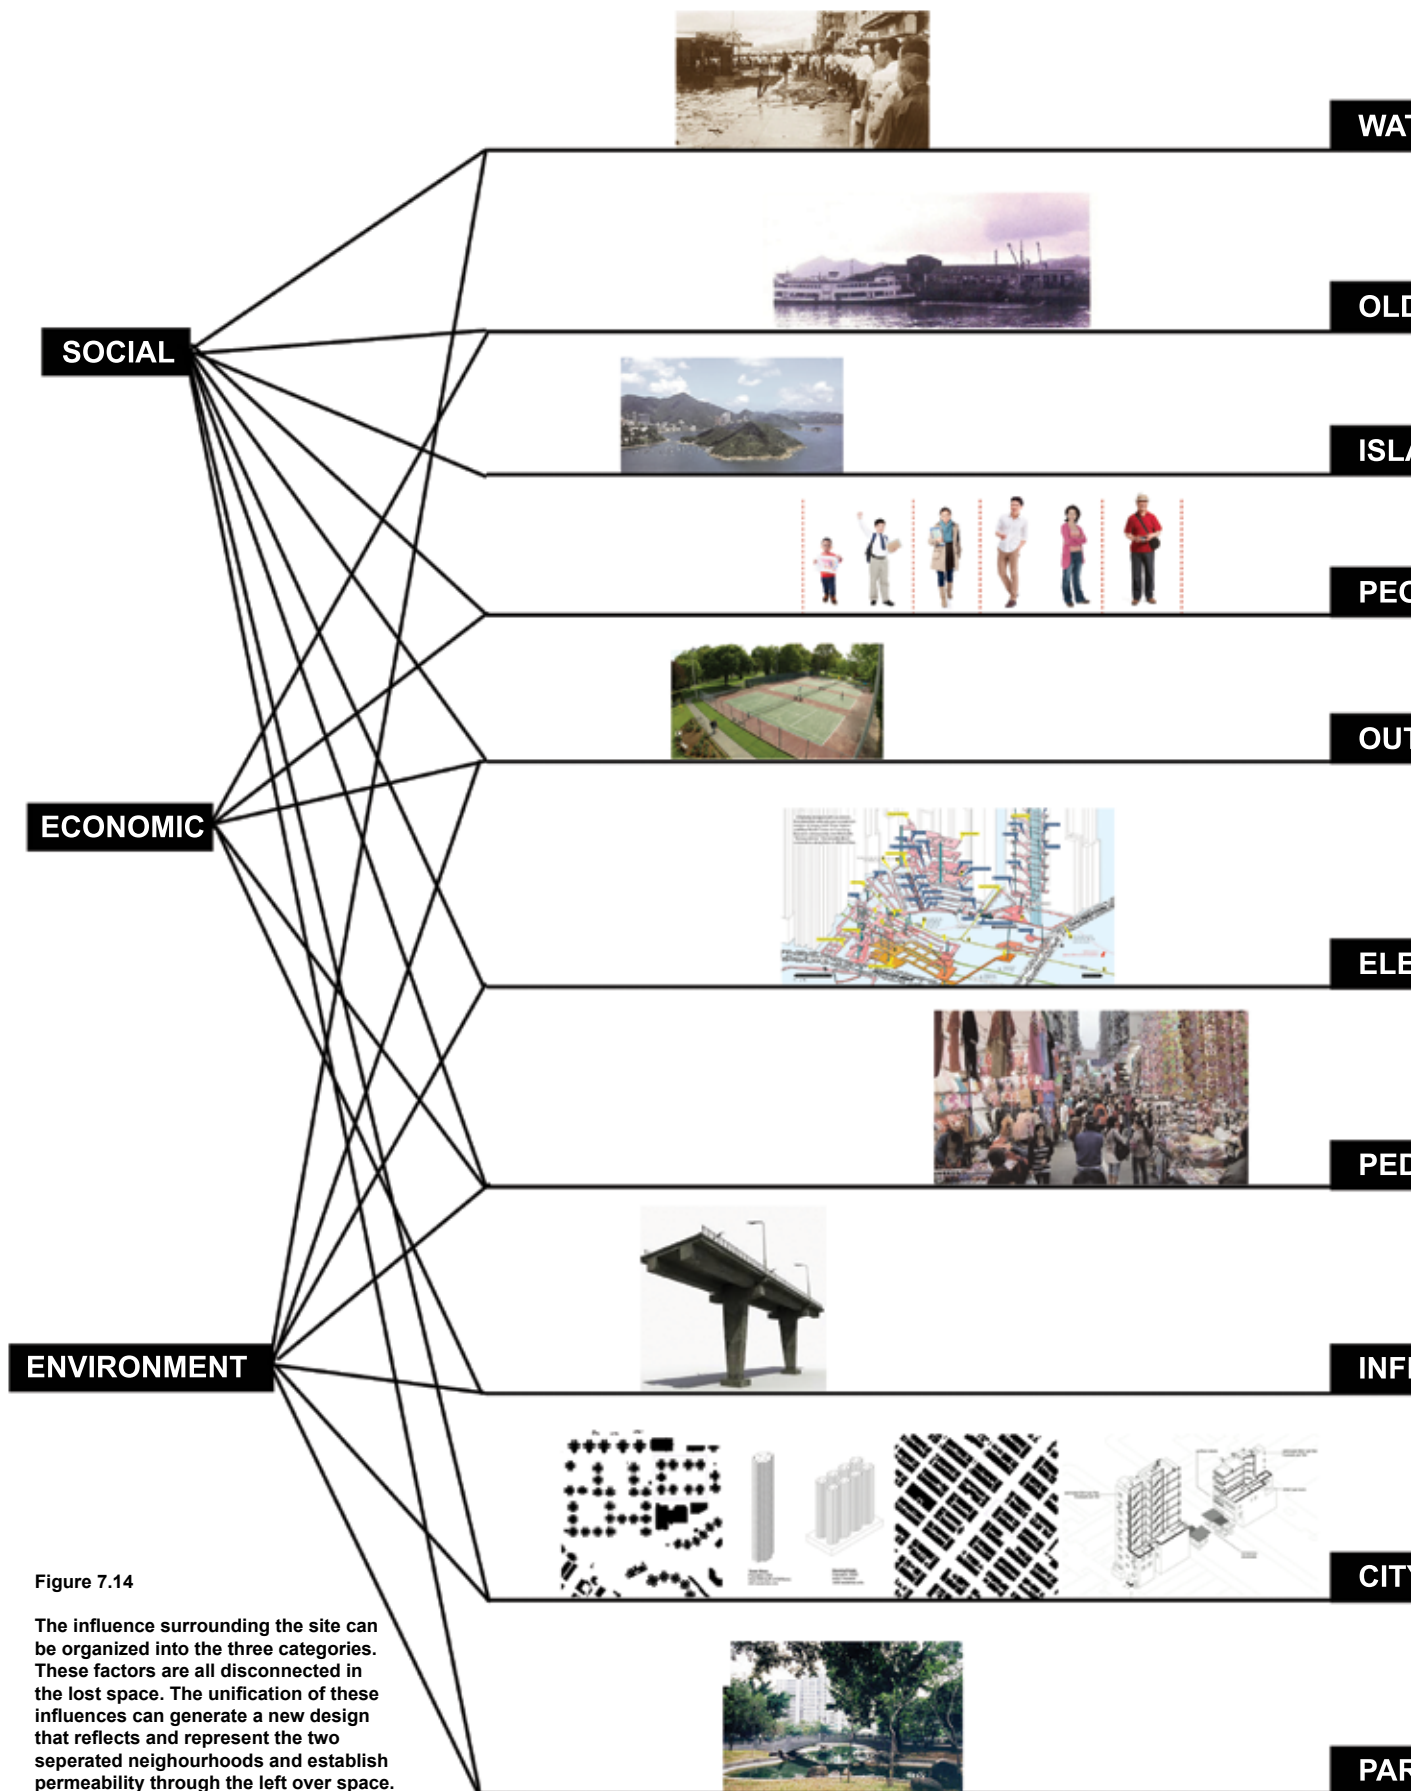 WAT
OLD
SOCIAL
ISLA
PEO
OUT
ECONOMIC
ELE
PED
ENVIRONMENT
INF
CITY
Figure 7.14
The influence surrounding the site can
be organized into the three categories.
These factors are all disconnected in
the lost space. The unification of these
influences can generate a new design
that reflects and represent the two
seperated neighourhoods and establish
permeability through the left over space.
PAR